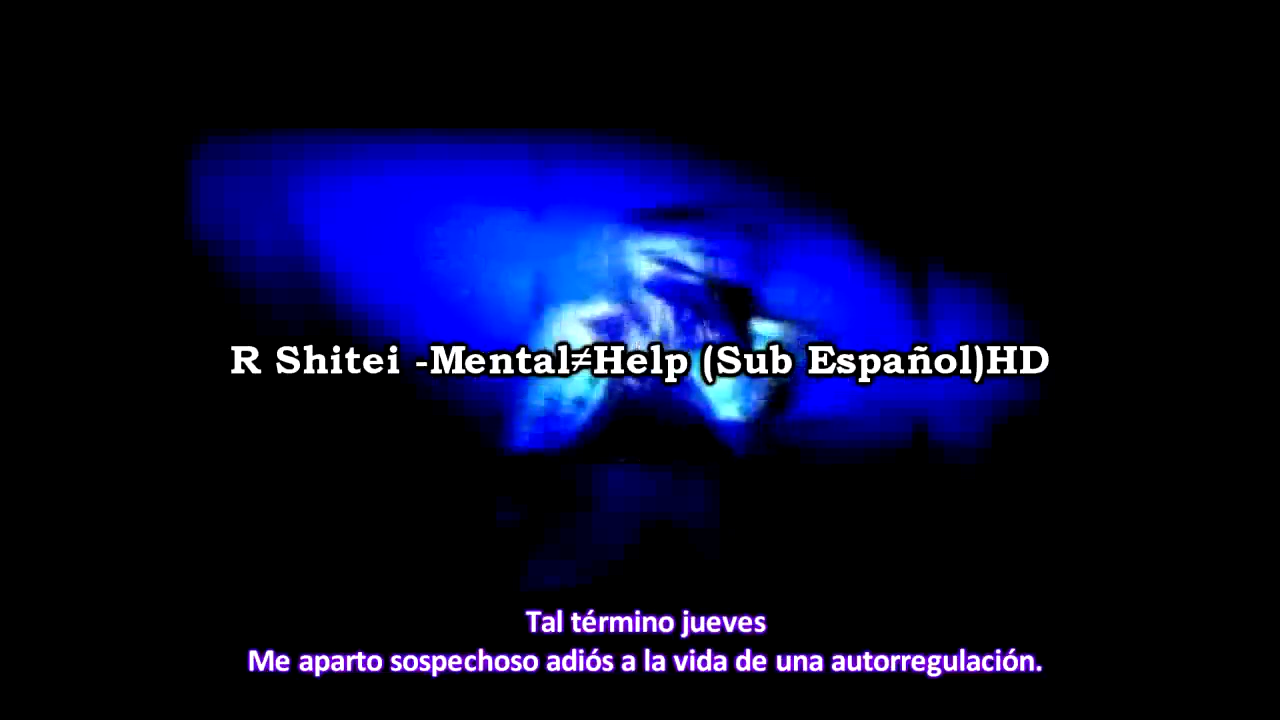 R Shitei -Mental≠Help (Sub Español)HD
Tal término jueves
Me aparto sospechoso adiós a la vida de una autorregulación.